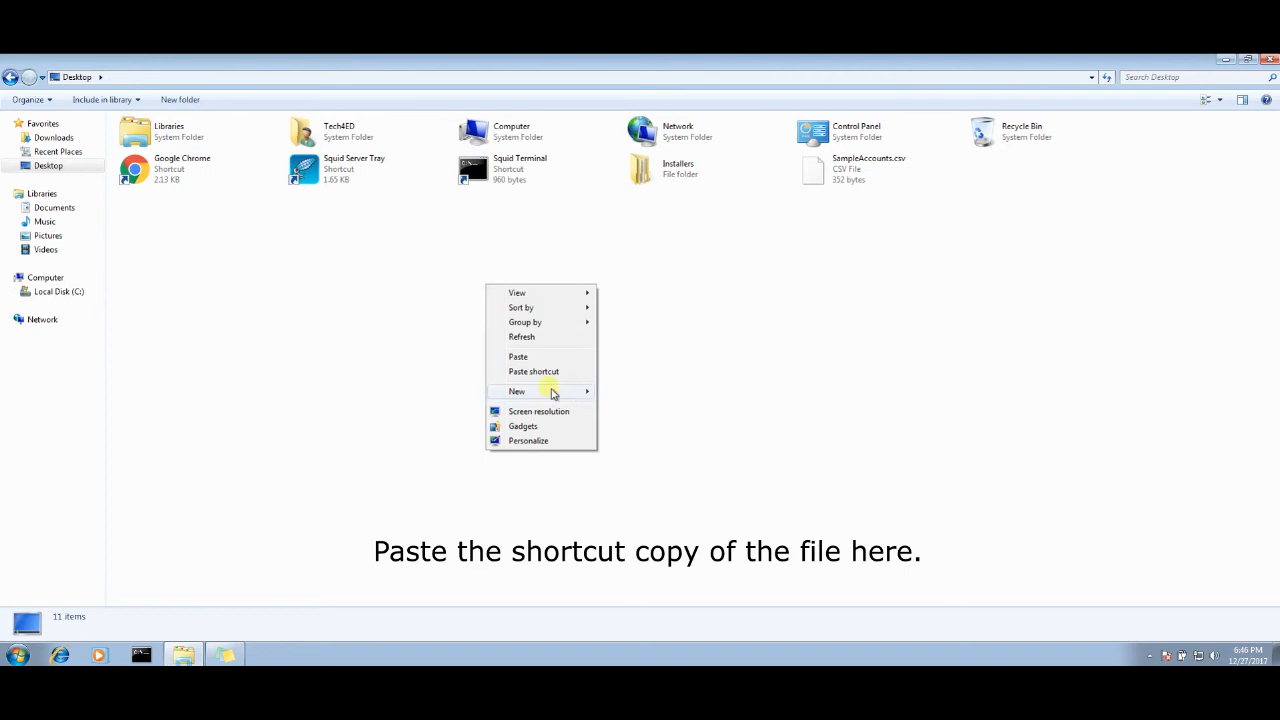 Desktop
Search Desktop
Organize
Include in library
New folder
Favorites
Downloads
Recent Places
Desktop
Libraries
Documents
Music
Pictures
Videos
Computer
Local Disk (C:)
Network
Libraries
System Folder
Tech4ED
System Folder
Computer
System Folder
Network
System Folder
Control Panel
System Folder
Recycle Bin
System Folder
Google Chrome
Shortcut
2.13 KB
Squid Server Tray
Shortcut
1.65 KB
Squid Terminal
Shortcut
960 bytes
Installers
File folder
SampleAccounts.csv
CSV File
352 bytes
View
Sort by
Group by
Refresh
Paste
Paste shortcut
New
Screen resolution
Gadgets
Personalize
Paste the shortcut copy of the file here.
11 items
6:46 PM
12/27/2017